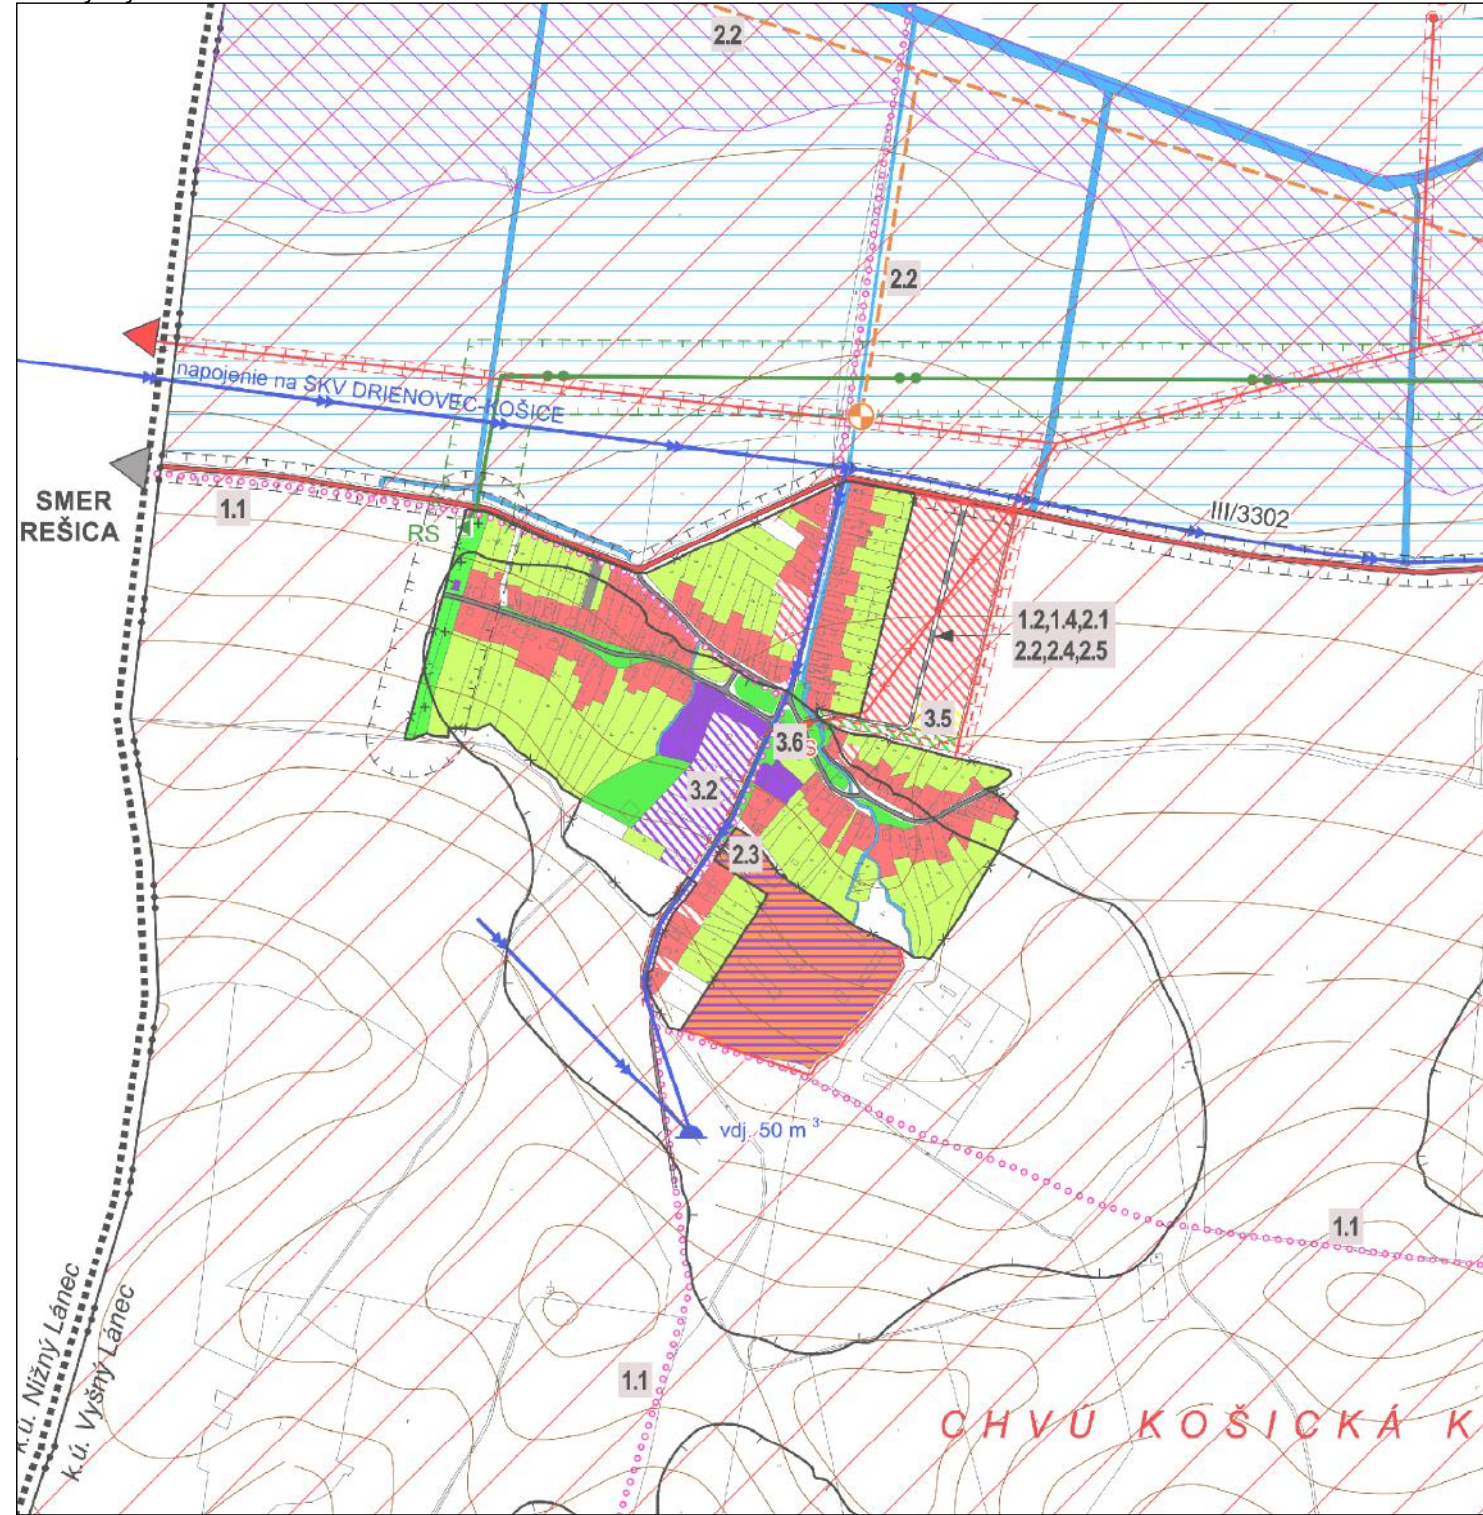 2.2
2.2
napojenie na SKV DRIENOVEC-KOŠICE
SMER
REŠICA
1.1
RS
III/3302
1.2,1.4,2.1
2.2,2.4,2.5
3.5
3.6
3.2
2.3
vdj. 50 m³
1.1
k.ú. Nižný Lánec
k.ú. Vyšný Lánec
1.1
CHVÚ KOŠICKÁ K